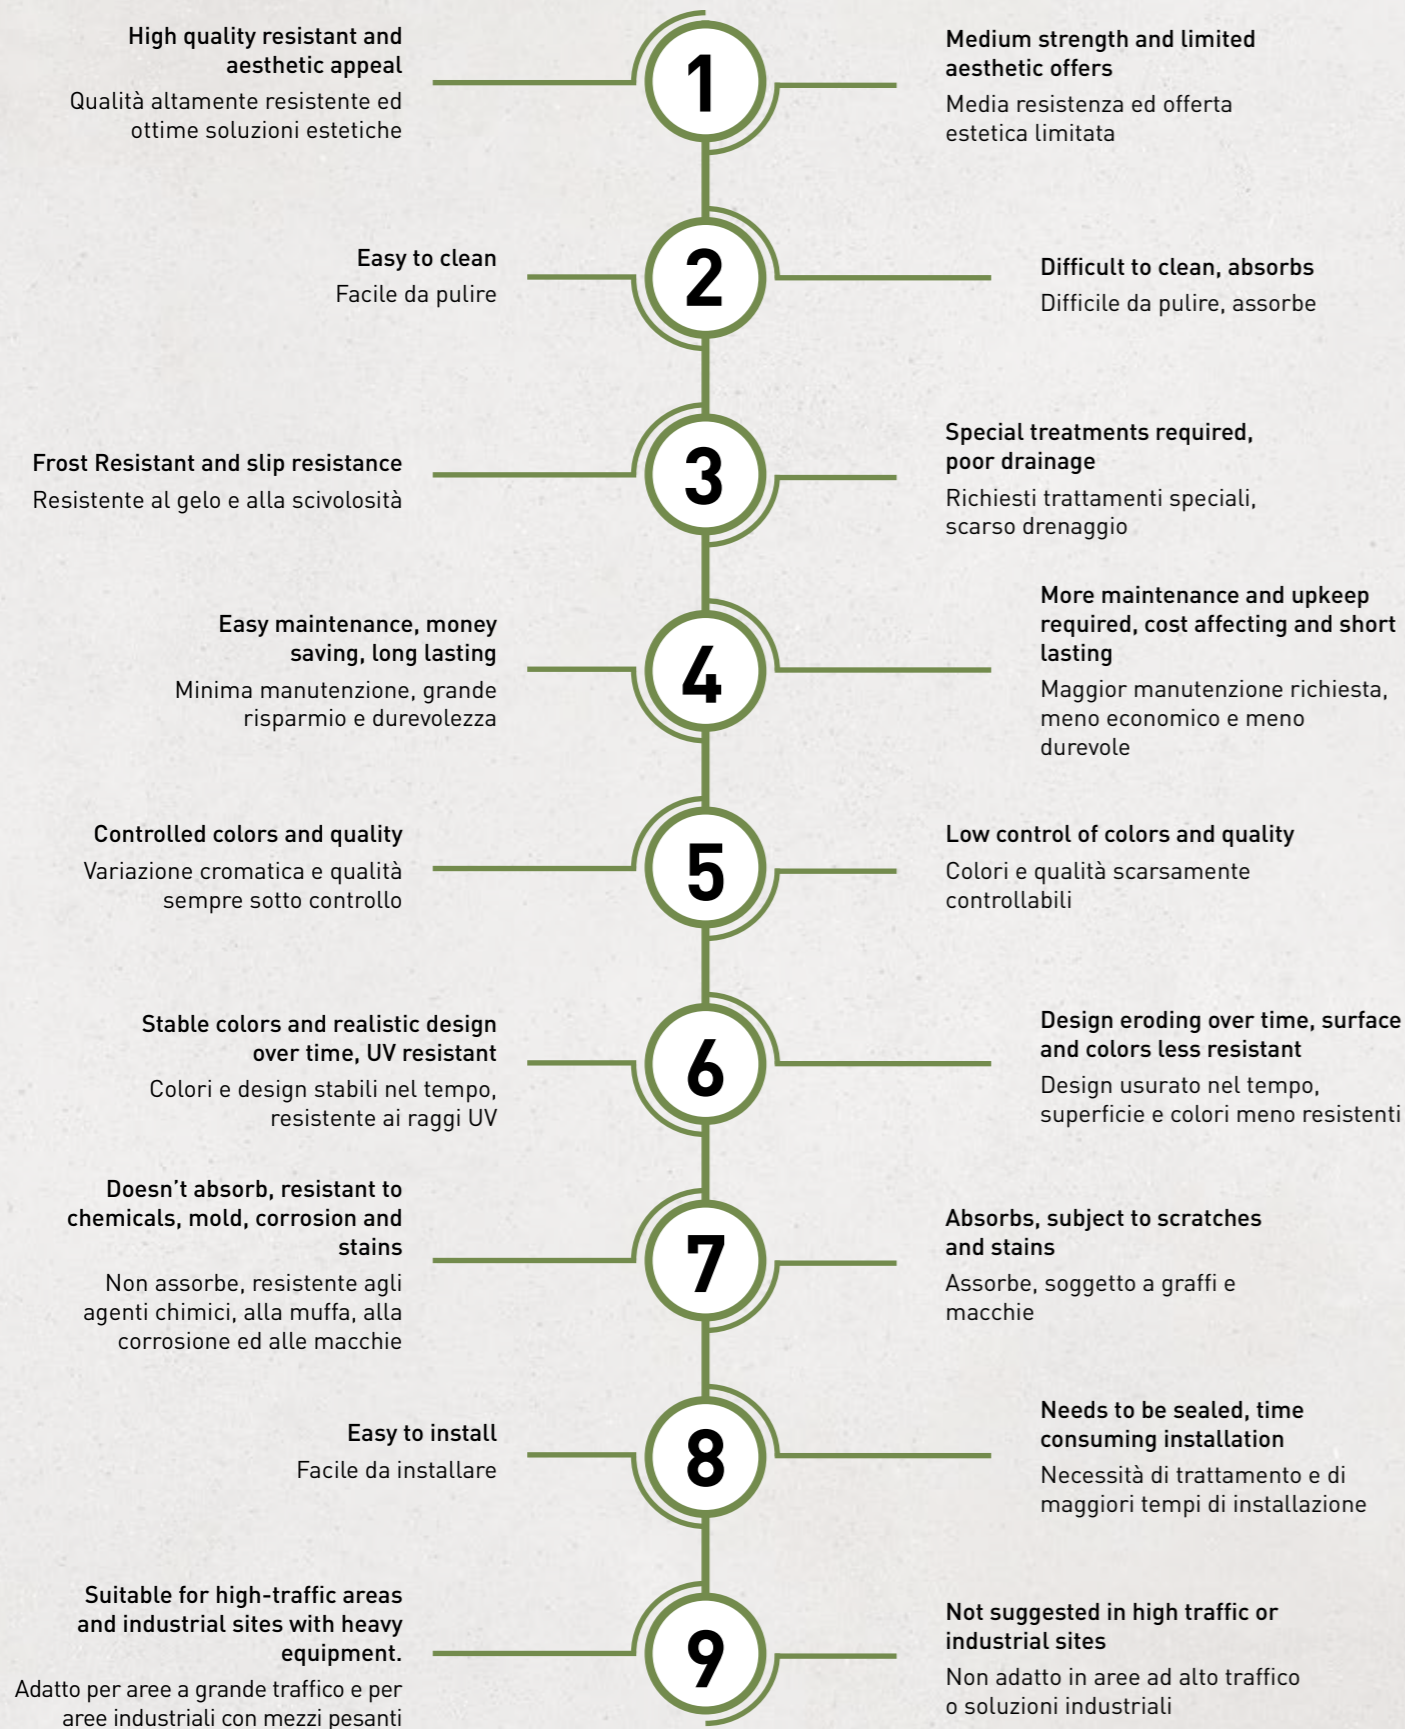 High quality resistant and
aesthetic appeal
Qualità altamente resistente ed
ottime soluzioni estetiche
1
Medium strength and limited
aesthetic offers
Media resistenza ed offerta
estetica limitata
Easy to clean
Facile da pulire
2
Difficult to clean, absorbs
Difficile da pulire, assorbe
Frost Resistant and slip resistance
Resistente al gelo e alla scivolosità
3
Special treatments required,
poor drainage
Richiesti trattamenti speciali,
scarso drenaggio
Easy maintenance, money
saving, long lasting
Minima manutenzione, grande
risparmio e durevolezza
4
More maintenance and upkeep
required, cost affecting and short
lasting
Maggior manutenzione richiesta,
meno economico e meno
durevole
Controlled colors and quality
Variazione cromatica e qualità
sempre sotto controllo
5
Low control of colors and quality
Colori e qualità scarsamente
controllabili
Stable colors and realistic design
over time, UV resistant
Colori e design stabili nel tempo,
resistente ai raggi UV
6
Design eroding over time, surface
and colors less resistant
Design usurato nel tempo,
superficie e colori meno resistenti
Doesn't absorb, resistant to
chemicals, mold, corrosion and
stains
Non assorbe, resistente agli
agenti chimici, alla muffa, alla
corrosione ed alle macchie
7
Absorbs, subject to scratches
and stains
Assorbe, soggetto a graffi e
macchie
Easy to install
Facile da installare
8
Needs to be sealed, time
consuming installation
Necessità di trattamento e di
maggiori tempi di installazione
Suitable for high-traffic areas
and industrial sites with heavy
equipment.
Adatto per aree a grande traffico e per
aree industriali con mezzi pesanti
9
Not suggested in high traffic or
industrial sites
Non adatto in aree ad alto traffico
o soluzioni industriali